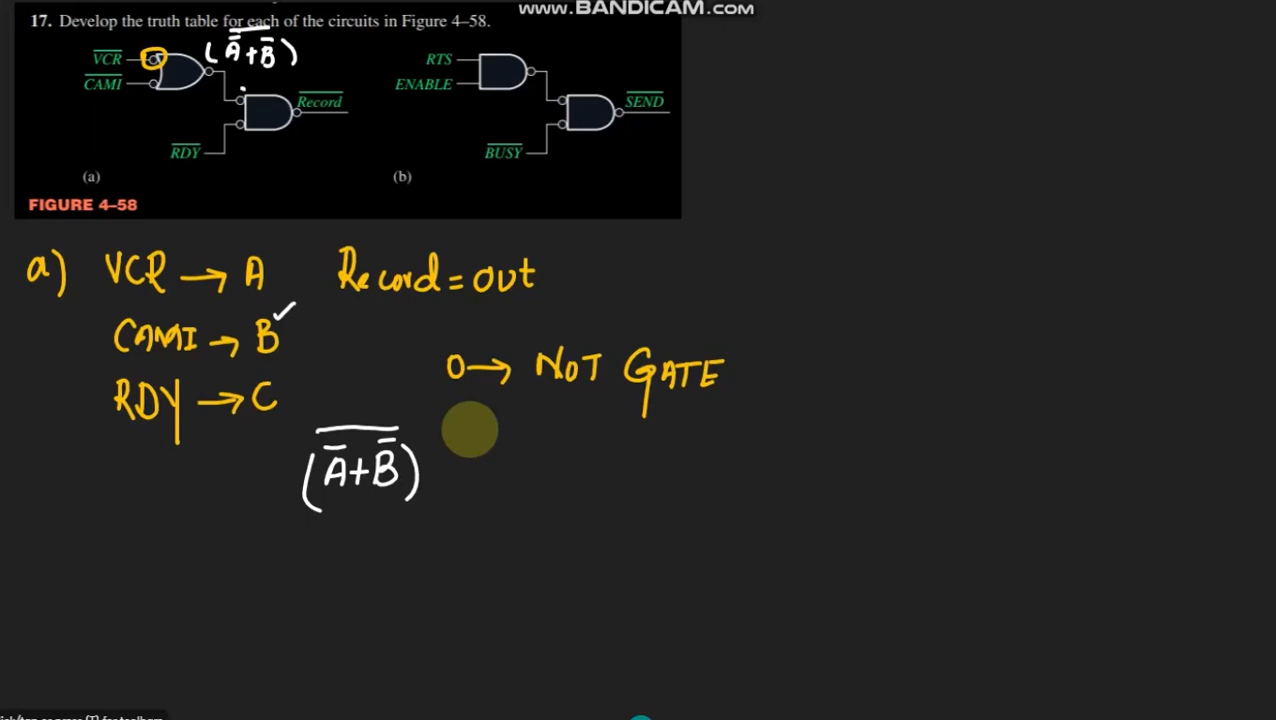 WWW.BANDICAM.COM
17. Develop the truth table for each of the circuits in Figure 4–58.
(A̅+B̅)
VCR
CAMI
Record
RDY
(a)
RTS
ENABLE
SEND
BUSY
(b)
FIGURE 4–58
a) VCR → A Record = OUT
CAMI → B ✓
O → NOT GATE
RDY → C
(A̅+B̅)